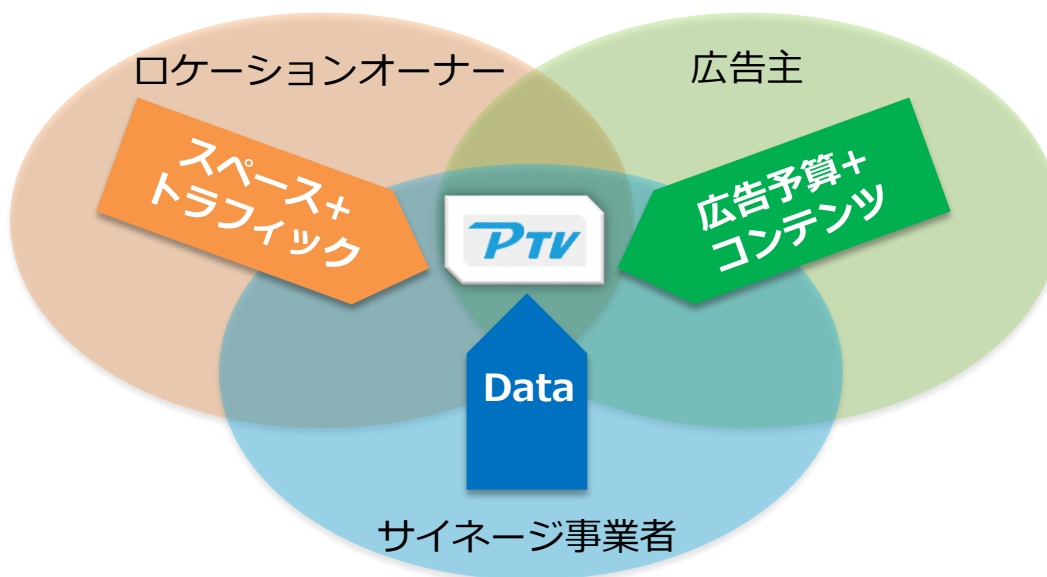 ロケーションオーナー
広告主
スペース+
トラフィック
広告予算+
コンテンツ
PTV
Data
サイネージ事業者